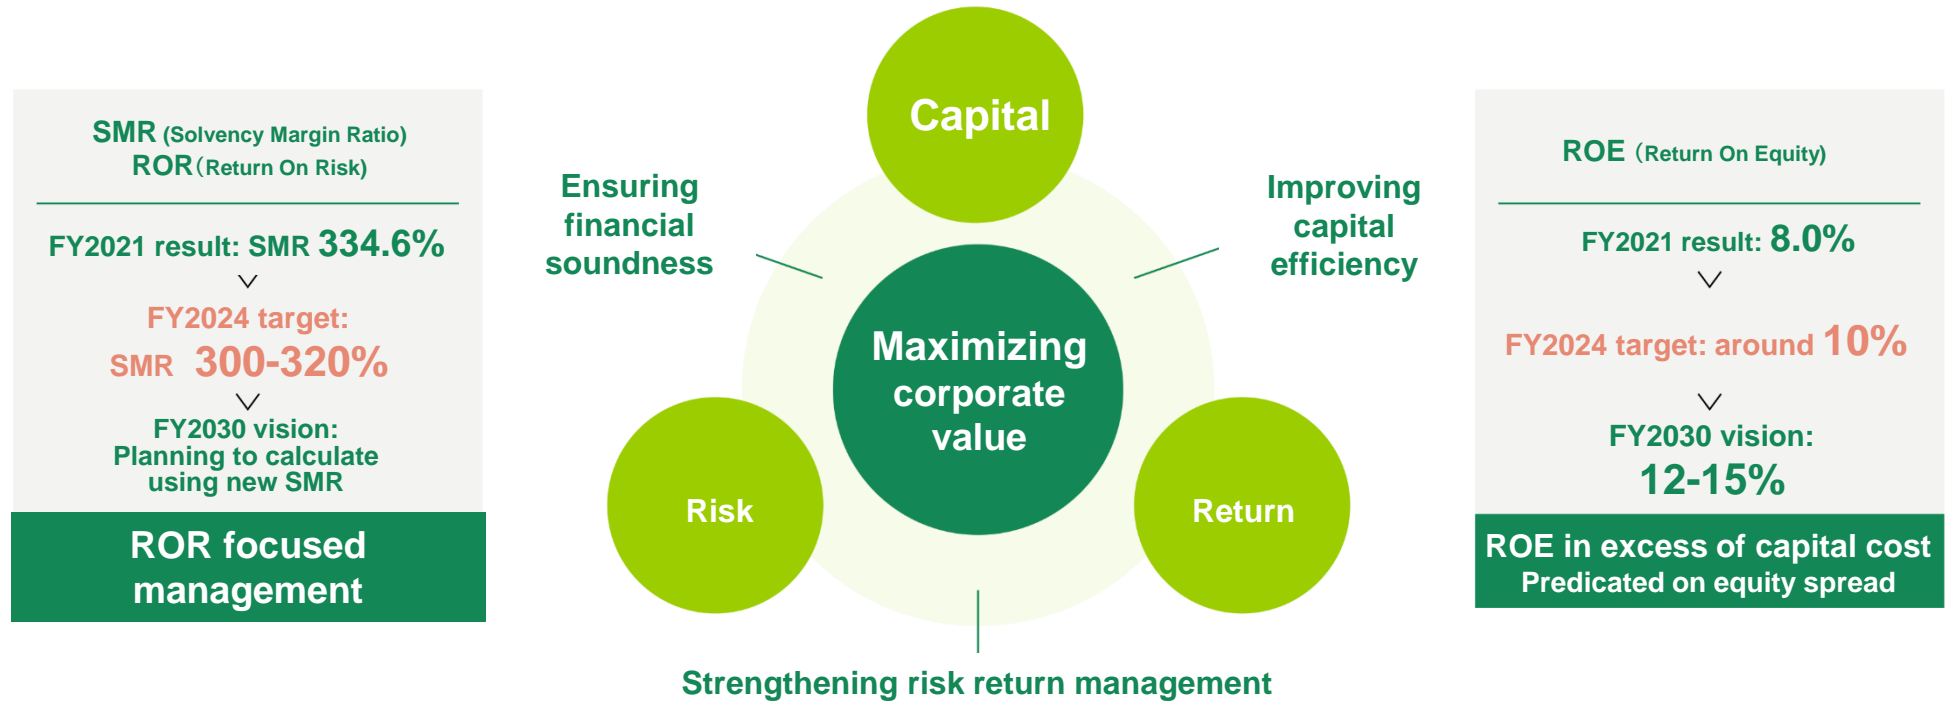 SMR (Solvency Margin Ratio)
ROR（Return On Risk)
FY2021 result: SMR 334.6%
FY2024 target:
SMR 300-320%
FY2030 vision:
Planning to calculate
using new SMR
ROR focused
management
Ensuring
financial
soundness
Capital
Improving
capital
efficiency
Maximizing
corporate
value
Risk
Return
Strengthening risk return management
ROE（Return On Equity)
FY2021 result: 8.0%
FY2024 target: around 10%
FY2030 vision:
12-15%
ROE in excess of capital cost
Predicated on equity spread